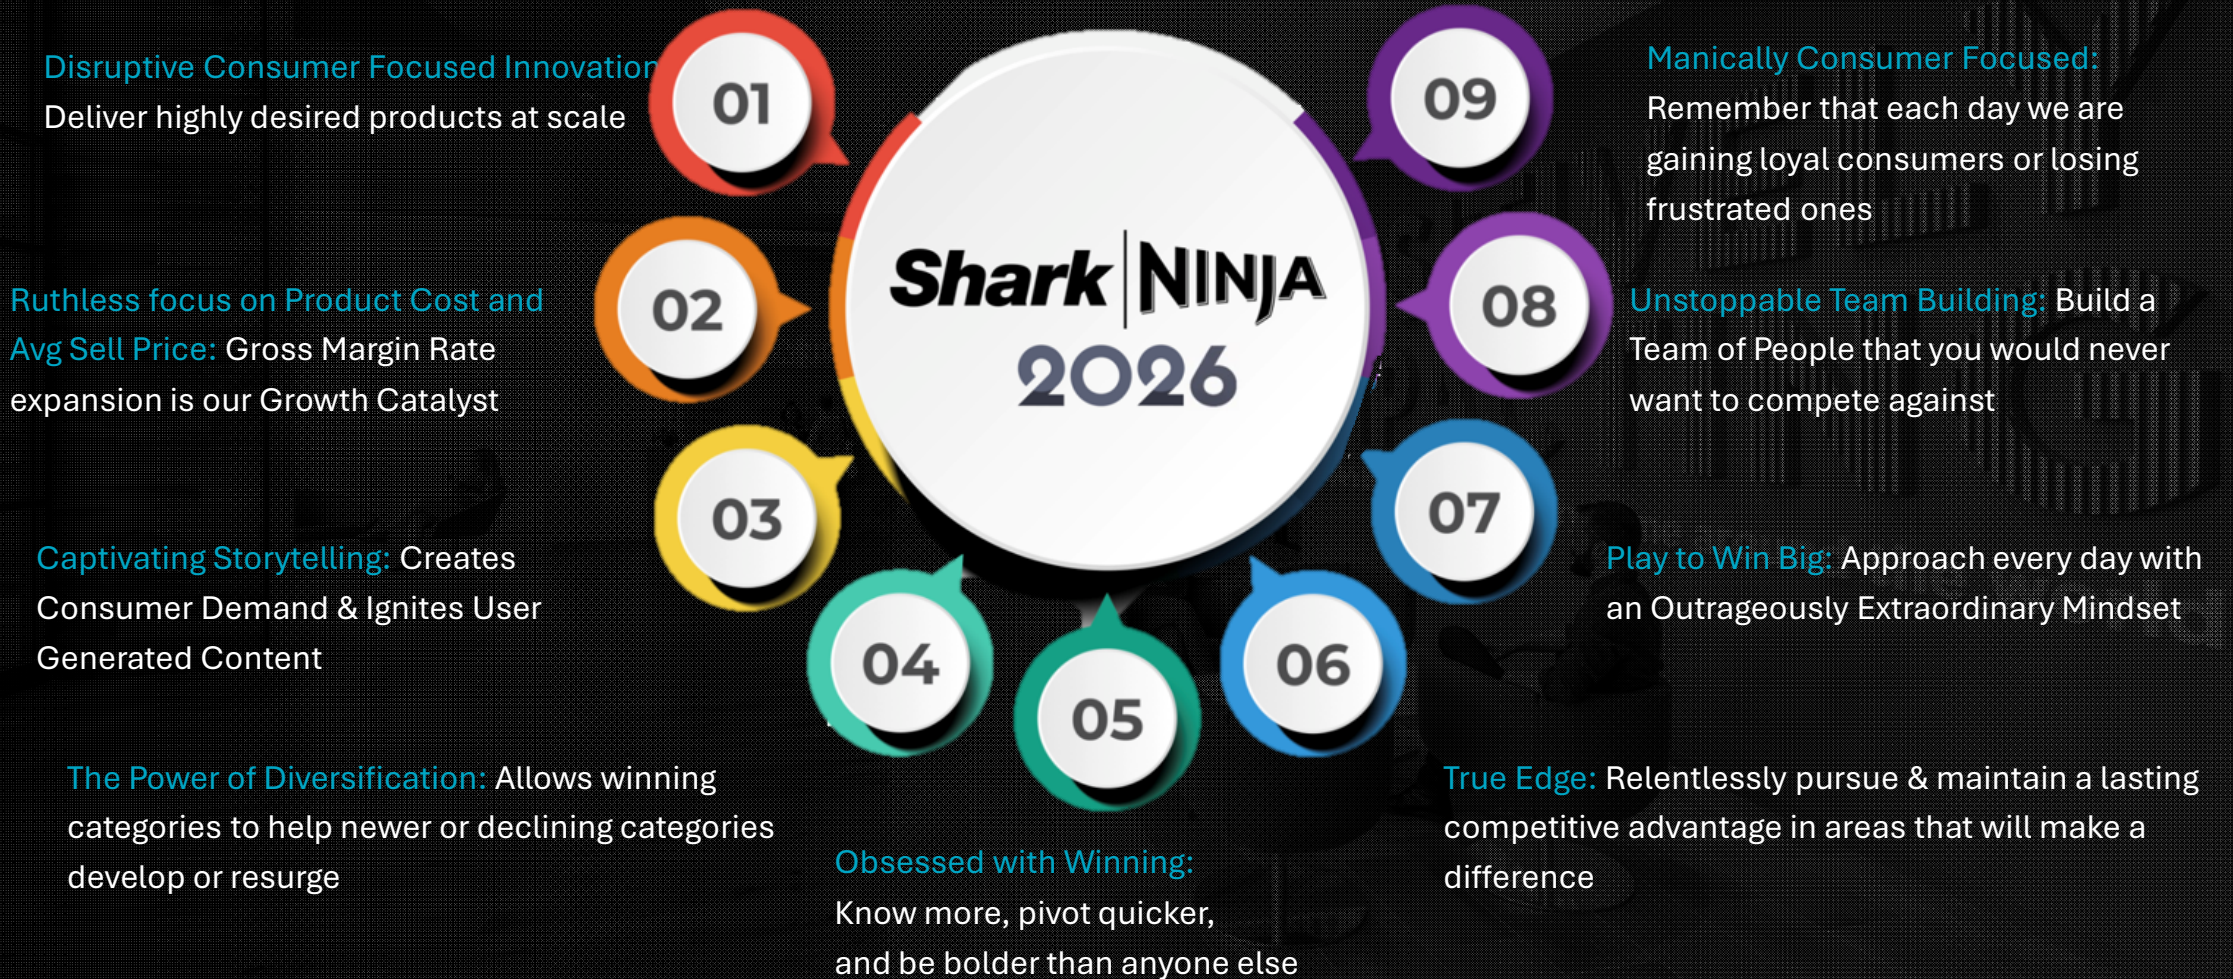 01
Disruptive Consumer Focused Innovation
Deliver highly desired products at scale
02
Ruthless focus on Product Cost and
Avg Sell Price: Gross Margin Rate
expansion is our Growth Catalyst
03
Captivating Storytelling: Creates
Consumer Demand & Ignites User
Generated Content
04
The Power of Diversification: Allows winning
categories to help newer or declining categories
develop or resurge
05
Obsessed with Winning:
Know more, pivot quicker,
and be bolder than anyone else
06
True Edge: Relentlessly pursue & maintain a lasting
competitive advantage in areas that will make a
difference
07
Play to Win Big: Approach every day with
an Outrageously Extraordinary Mindset
08
Unstoppable Team Building: Build a
Team of People that you would never
want to compete against
09
Manically Consumer Focused:
Remember that each day we are
gaining loyal consumers or losing
frustrated ones
Shark | NINJA
2026